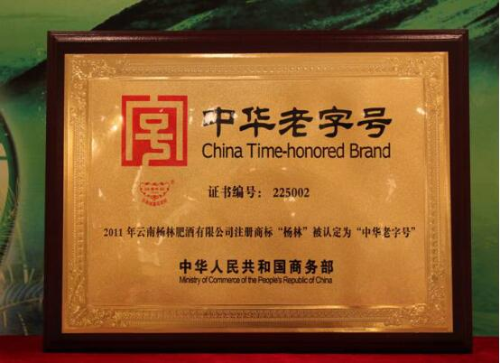 中华老字号
China Time-honored Brand
证书编号：225002
2011年云南杨林肥酒有限公司注册商标“杨林”被认定为“中华老字号”
中华人民共和国商务部
Ministry of Commerce of the People's Republic of China